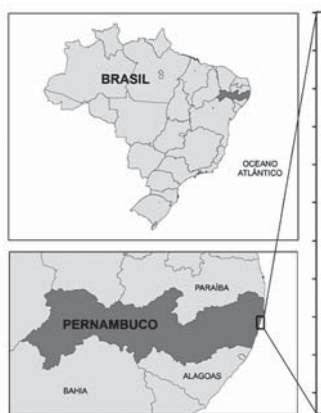 BRASIL
OCEANO
ATLÂNTICO
PARAÍBA
PERNAMBUCO
ALAGOAS
BAHIA